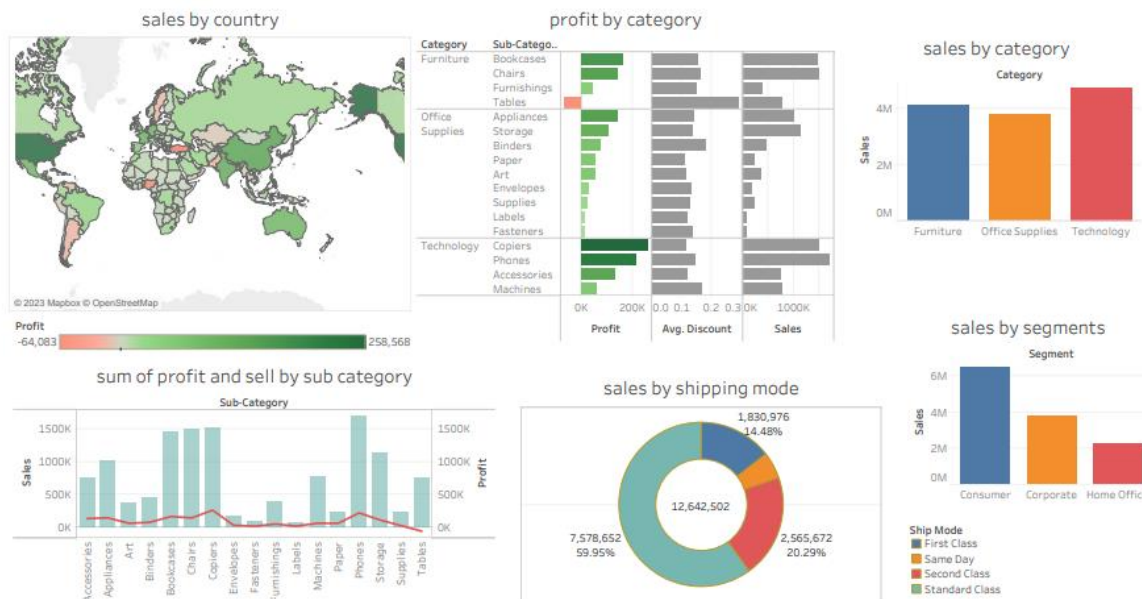 sales by country
© 2023 Mapbox © OpenStreetMap
Profit
-64,083 258,568
profit by category
Category Sub-Catego..
Furniture Bookcases
Chairs
Furnishings
Tables
Office Supplies Appliances
Storage
Binders
Paper
Art
Envelopes
Supplies
Labels
Fasteners
Technology Copiers
Phones
Accessories
Machines
0K 200K 0.0 0.1 0.2 0.3 0K 1000K
Profit Avg. Discount Sales
sales by category
Category
Sales
4M
2M
0M
Furniture Office Supplies Technology
sum of profit and sell by sub category
Sub-Category
Sales
Profit
1500K 1500K
1000K 1000K
500K 500K
0K 0K
Accessories Appliances Art Binders Bookcases Chairs Copiers Envelopes Fasteners Furnishings Labels Machines Paper Phones Storage Supplies Tables
sales by shipping mode
1,830,976
14.48%
12,642,502
7,578,652
59.95%
2,565,672
20.29%
sales by segments
Segment
Sales
6M
4M
2M
0M
Consumer Corporate Home Office
Ship Mode
First Class
Same Day
Second Class
Standard Class